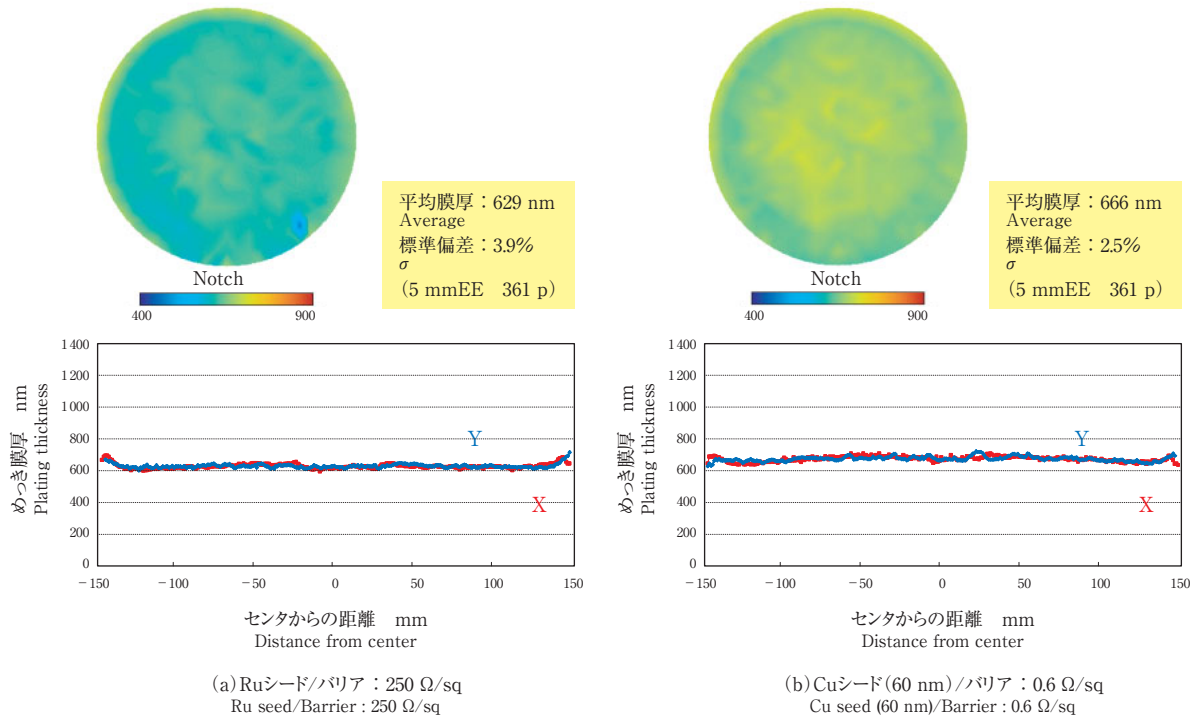 Notch
400
900
平均膜厚：629 nm
Average
標準偏差：3.9%
σ
(5 mmEE 361 p)
めっき膜厚 nm
Plating thickness
1 400
1 200
1 000
800
600
400
200
0
Y
X
−150
−100
−50
0
50
100
150
センタからの距離 mm
Distance from center
(a) Ruシード/バリア：250 Ω/sq
Ru seed/Barrier : 250 Ω/sq
Notch
400
900
平均膜厚：666 nm
Average
標準偏差：2.5%
σ
(5 mmEE 361 p)
めっき膜厚 nm
Plating thickness
1 400
1 200
1 000
800
600
400
200
0
Y
X
−150
−100
−50
0
50
100
150
センタからの距離 mm
Distance from center
(b) Cuシード(60 nm)/バリア：0.6 Ω/sq
Cu seed (60 nm)/Barrier : 0.6 Ω/sq